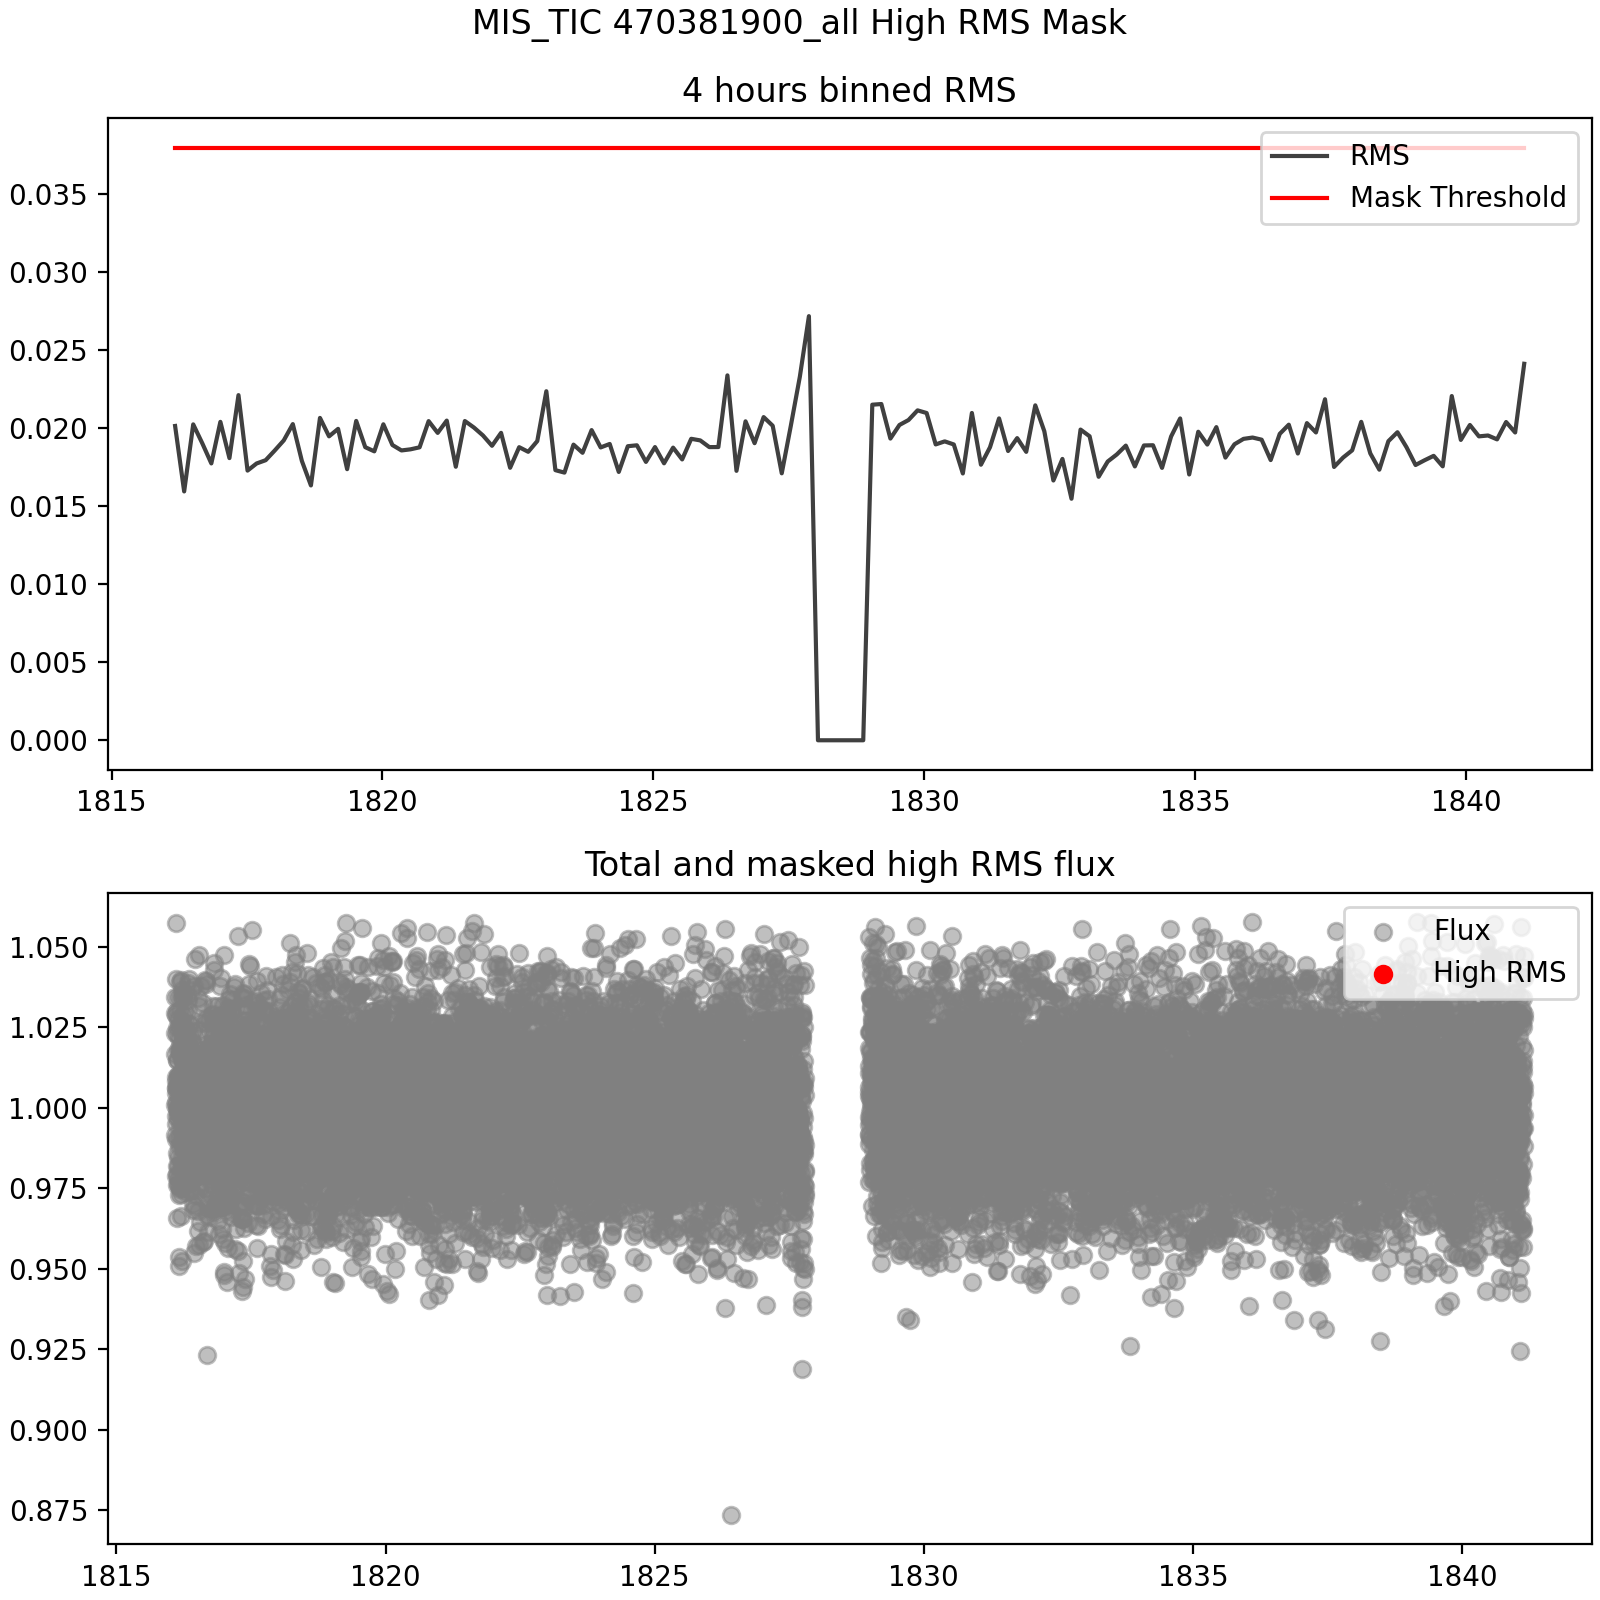 MIS_TIC 470381900_all High RMS Mask
4 hours binned RMS
RMS
Mask Threshold
0.035
0.030
0.025
0.020
0.015
0.010
0.005
0.000
1815 1820 1825 1830 1835 1840
Total and masked high RMS flux
Flux
High RMS
1.050
1.025
1.000
0.975
0.950
0.925
0.900
0.875
1815 1820 1825 1830 1835 1840